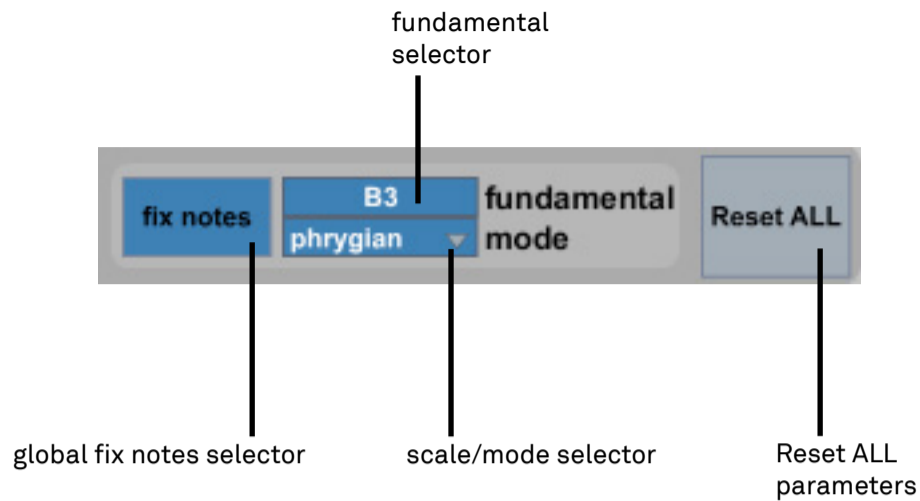 fundamental
selector
fix notes
B3
fundamental
phrygian
mode
Reset ALL
global fix notes selector
scale/mode selector
Reset ALL
parameters